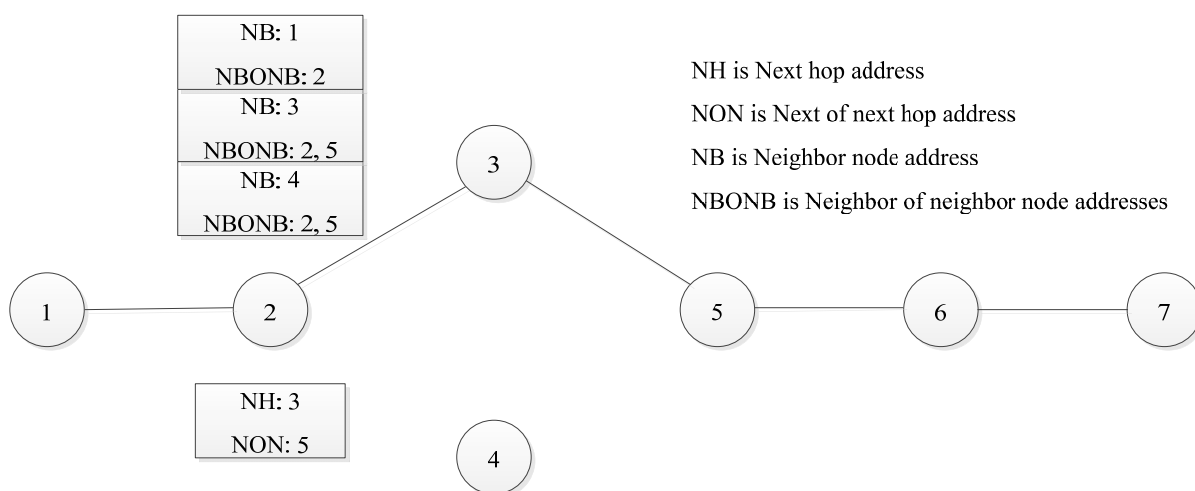 NB: 1
NBONB: 2
NB: 3
NBONB: 2, 5
NB: 4
NBONB: 2, 5
NH is Next hop address
NON is Next of next hop address
NB is Neighbor node address
NBONB is Neighbor of neighbor node addresses
3
1
2
5
6
7
NH: 3
NON: 5
4